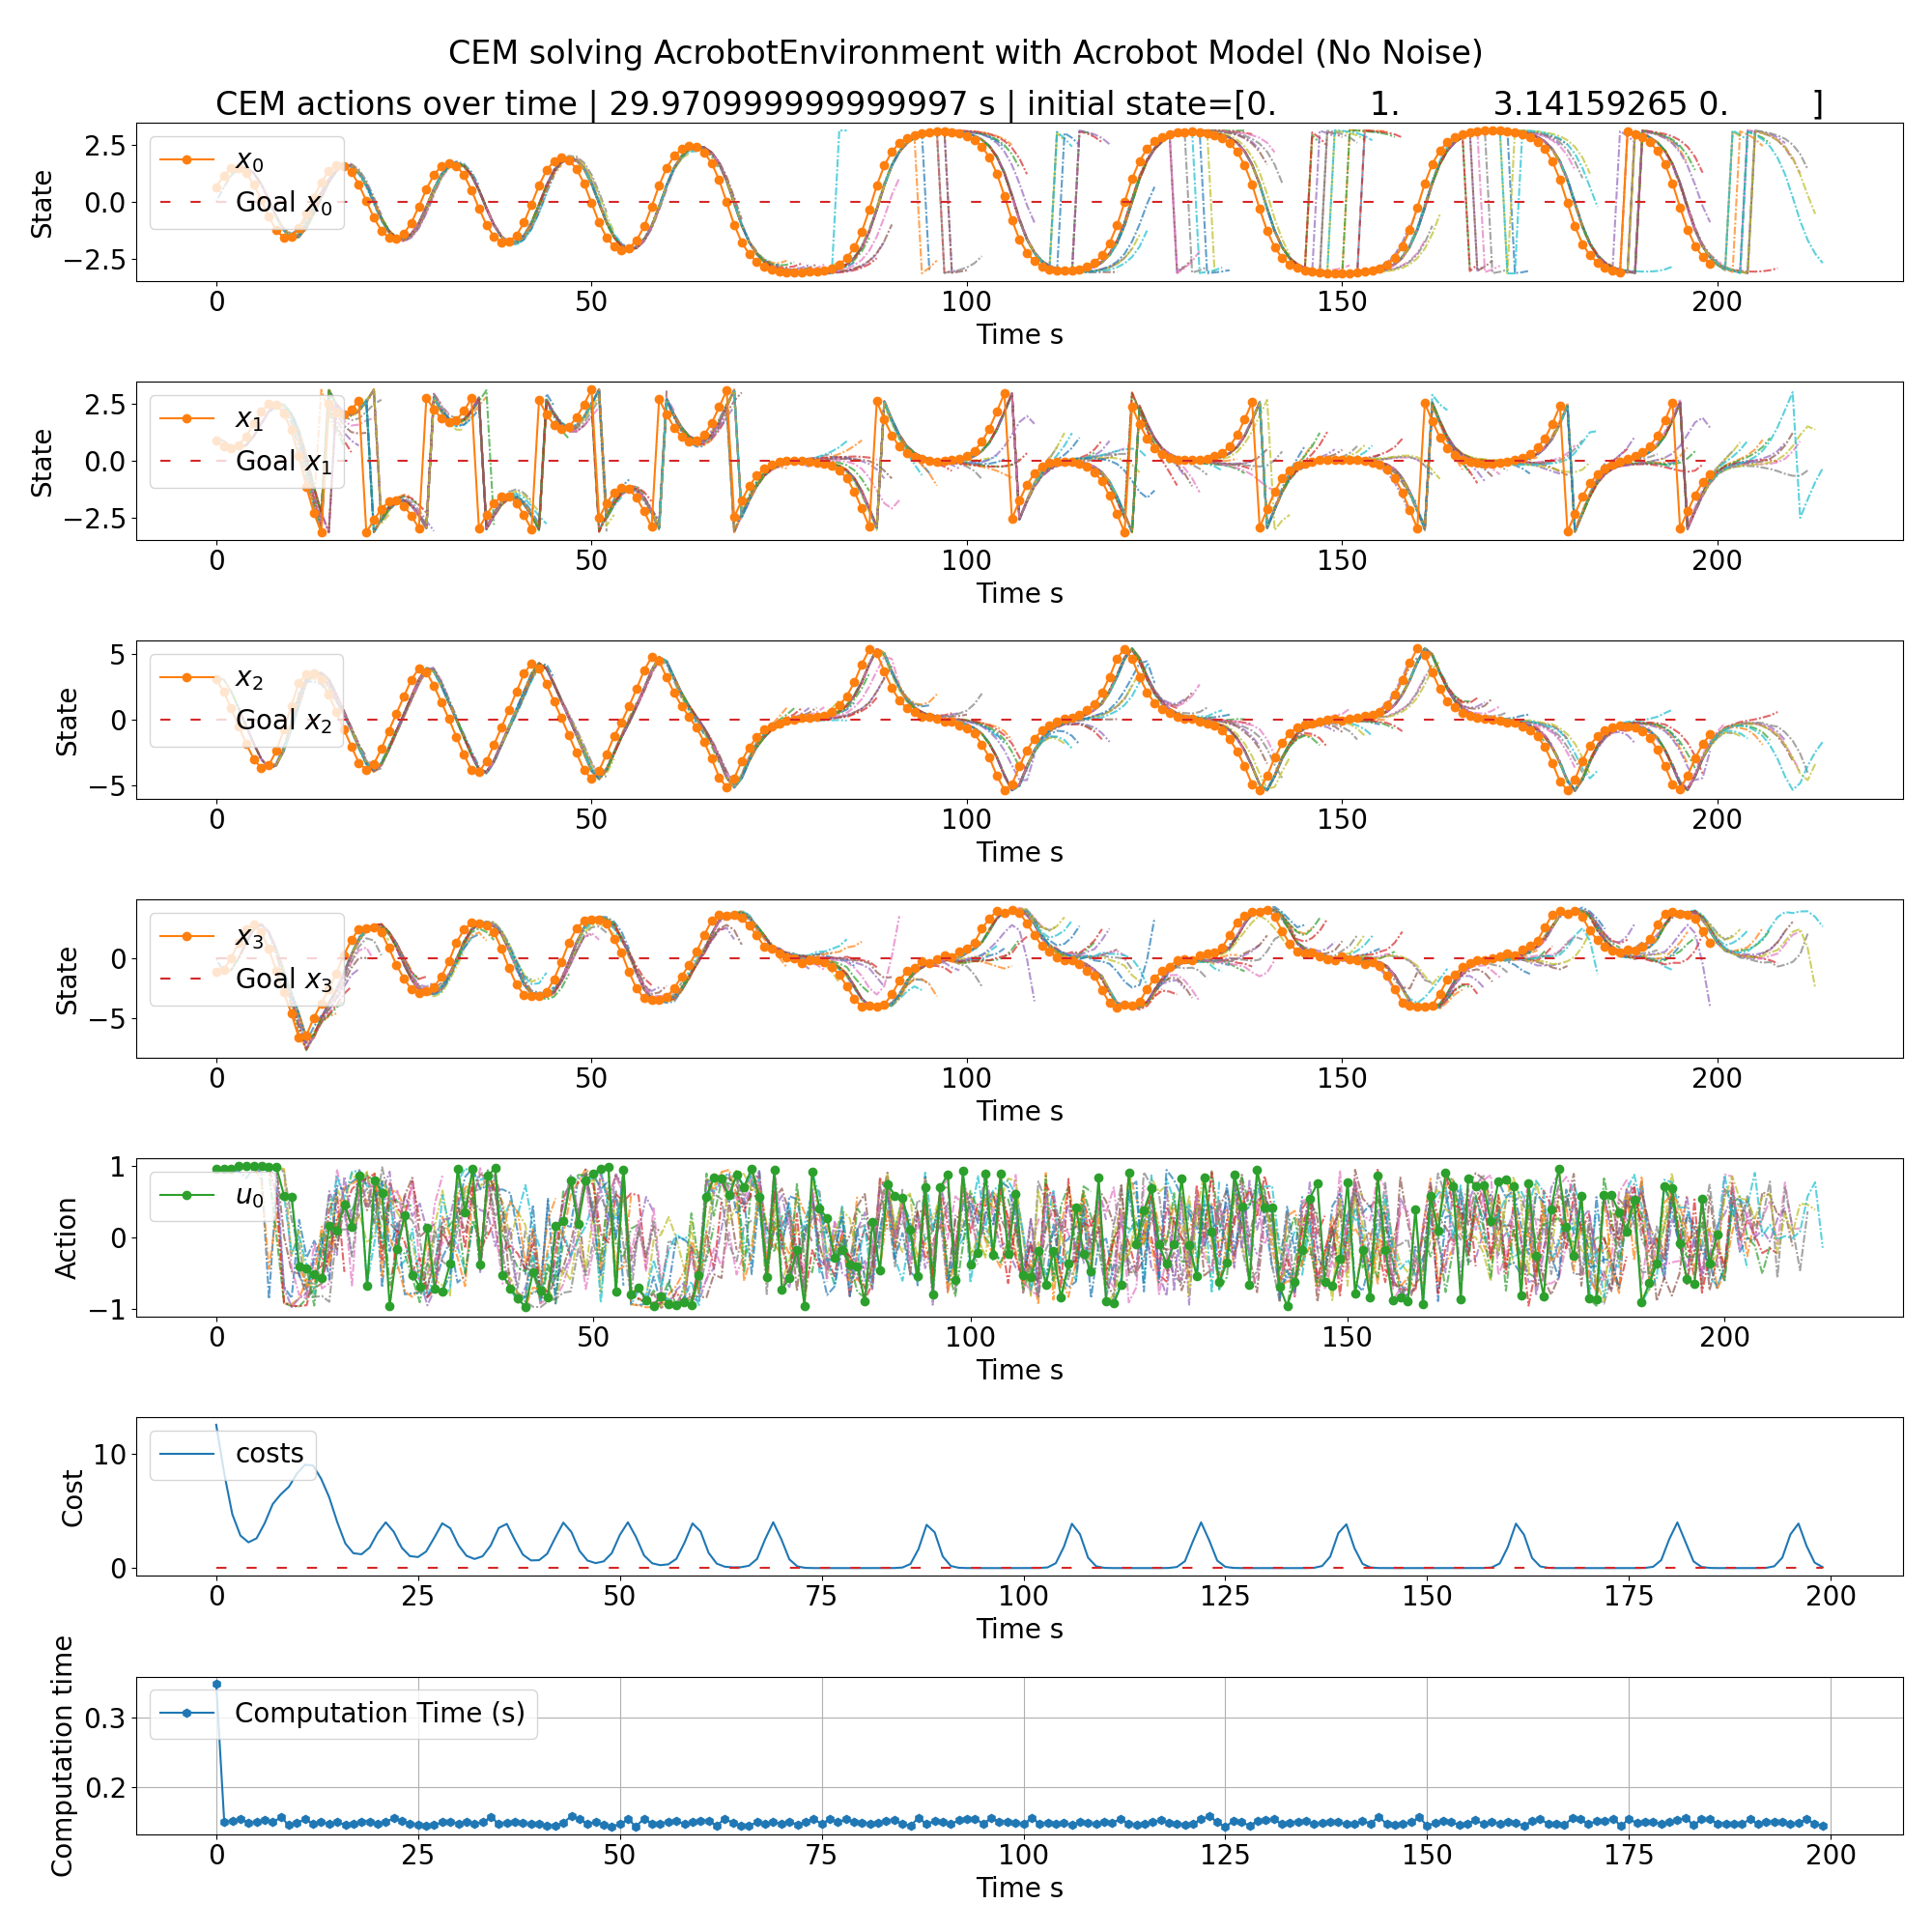 CEM solving AcrobotEnvironment with Acrobot Model (No Noise)
CEM actions over time | 29.970999999999997 s | initial state=[0. 1. 3.14159265 0. ]
State
2.5
0.0
−2.5
x0
Goal x0
0 50 100 150 200
Time s
State
2.5
0.0
−2.5
x1
Goal x1
0 50 100 150 200
Time s
State
5
0
−5
x2
Goal x2
0 50 100 150 200
Time s
State
0
−5
x3
Goal x3
0 50 100 150 200
Time s
Action
1
0
−1
u0
0 50 100 150 200
Time s
Cost
10
0
costs
0 25 50 75 100 125 150 175 200
Time s
Computation time
0.3
0.2
Computation Time (s)
0 25 50 75 100 125 150 175 200
Time s